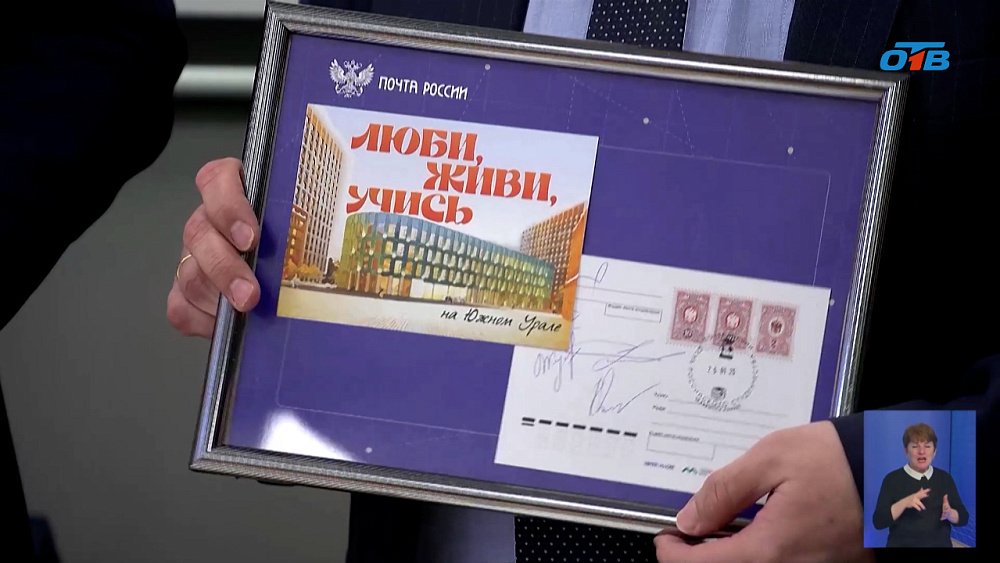 ОТВ
ПОЧТА РОССИИ
ЛЮБИ,
ЖИВИ,
УЧИСЬ
на Южном Урале